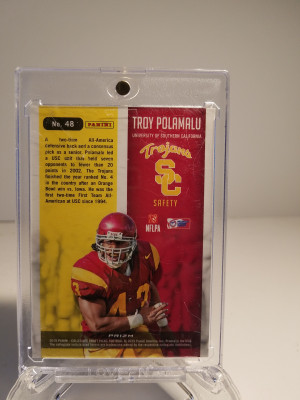 No. 48 PANINI
A two-time All-America
defensive back and a consensus
pick as a senior, Polamalu led
a USC unit that held seven
opponents to fewer than 20
points in 2002. The Trojans
finished the year ranked No. 4
in the country after an Orange
Bowl win vs. Iowa. He was the
first two-time First Team All-
American at USC since 1994.
TROY POLAMALU
UNIVERSITY OF SOUTHERN CALIFORNIA
Trojans
SC
SAFETY
NFLPA
43
PRIZM